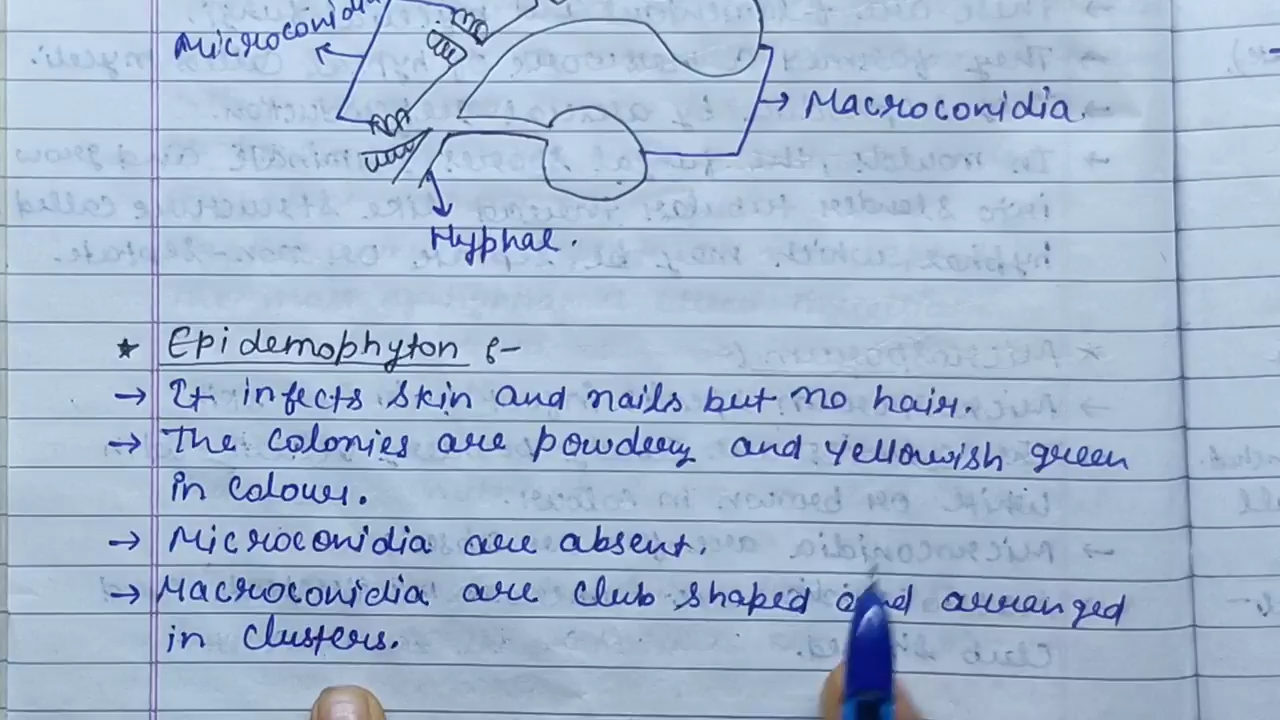 Microconidia
→ Macroconidia.
Hyphae.
* Epidemophyton :-
→ It infects skin and nails but no hair.
→ The colonies are powdery and yellowish green
in colour.
→ Microconidia are absent.
→ Macroconidia are club shaped and arranged
in clusters.